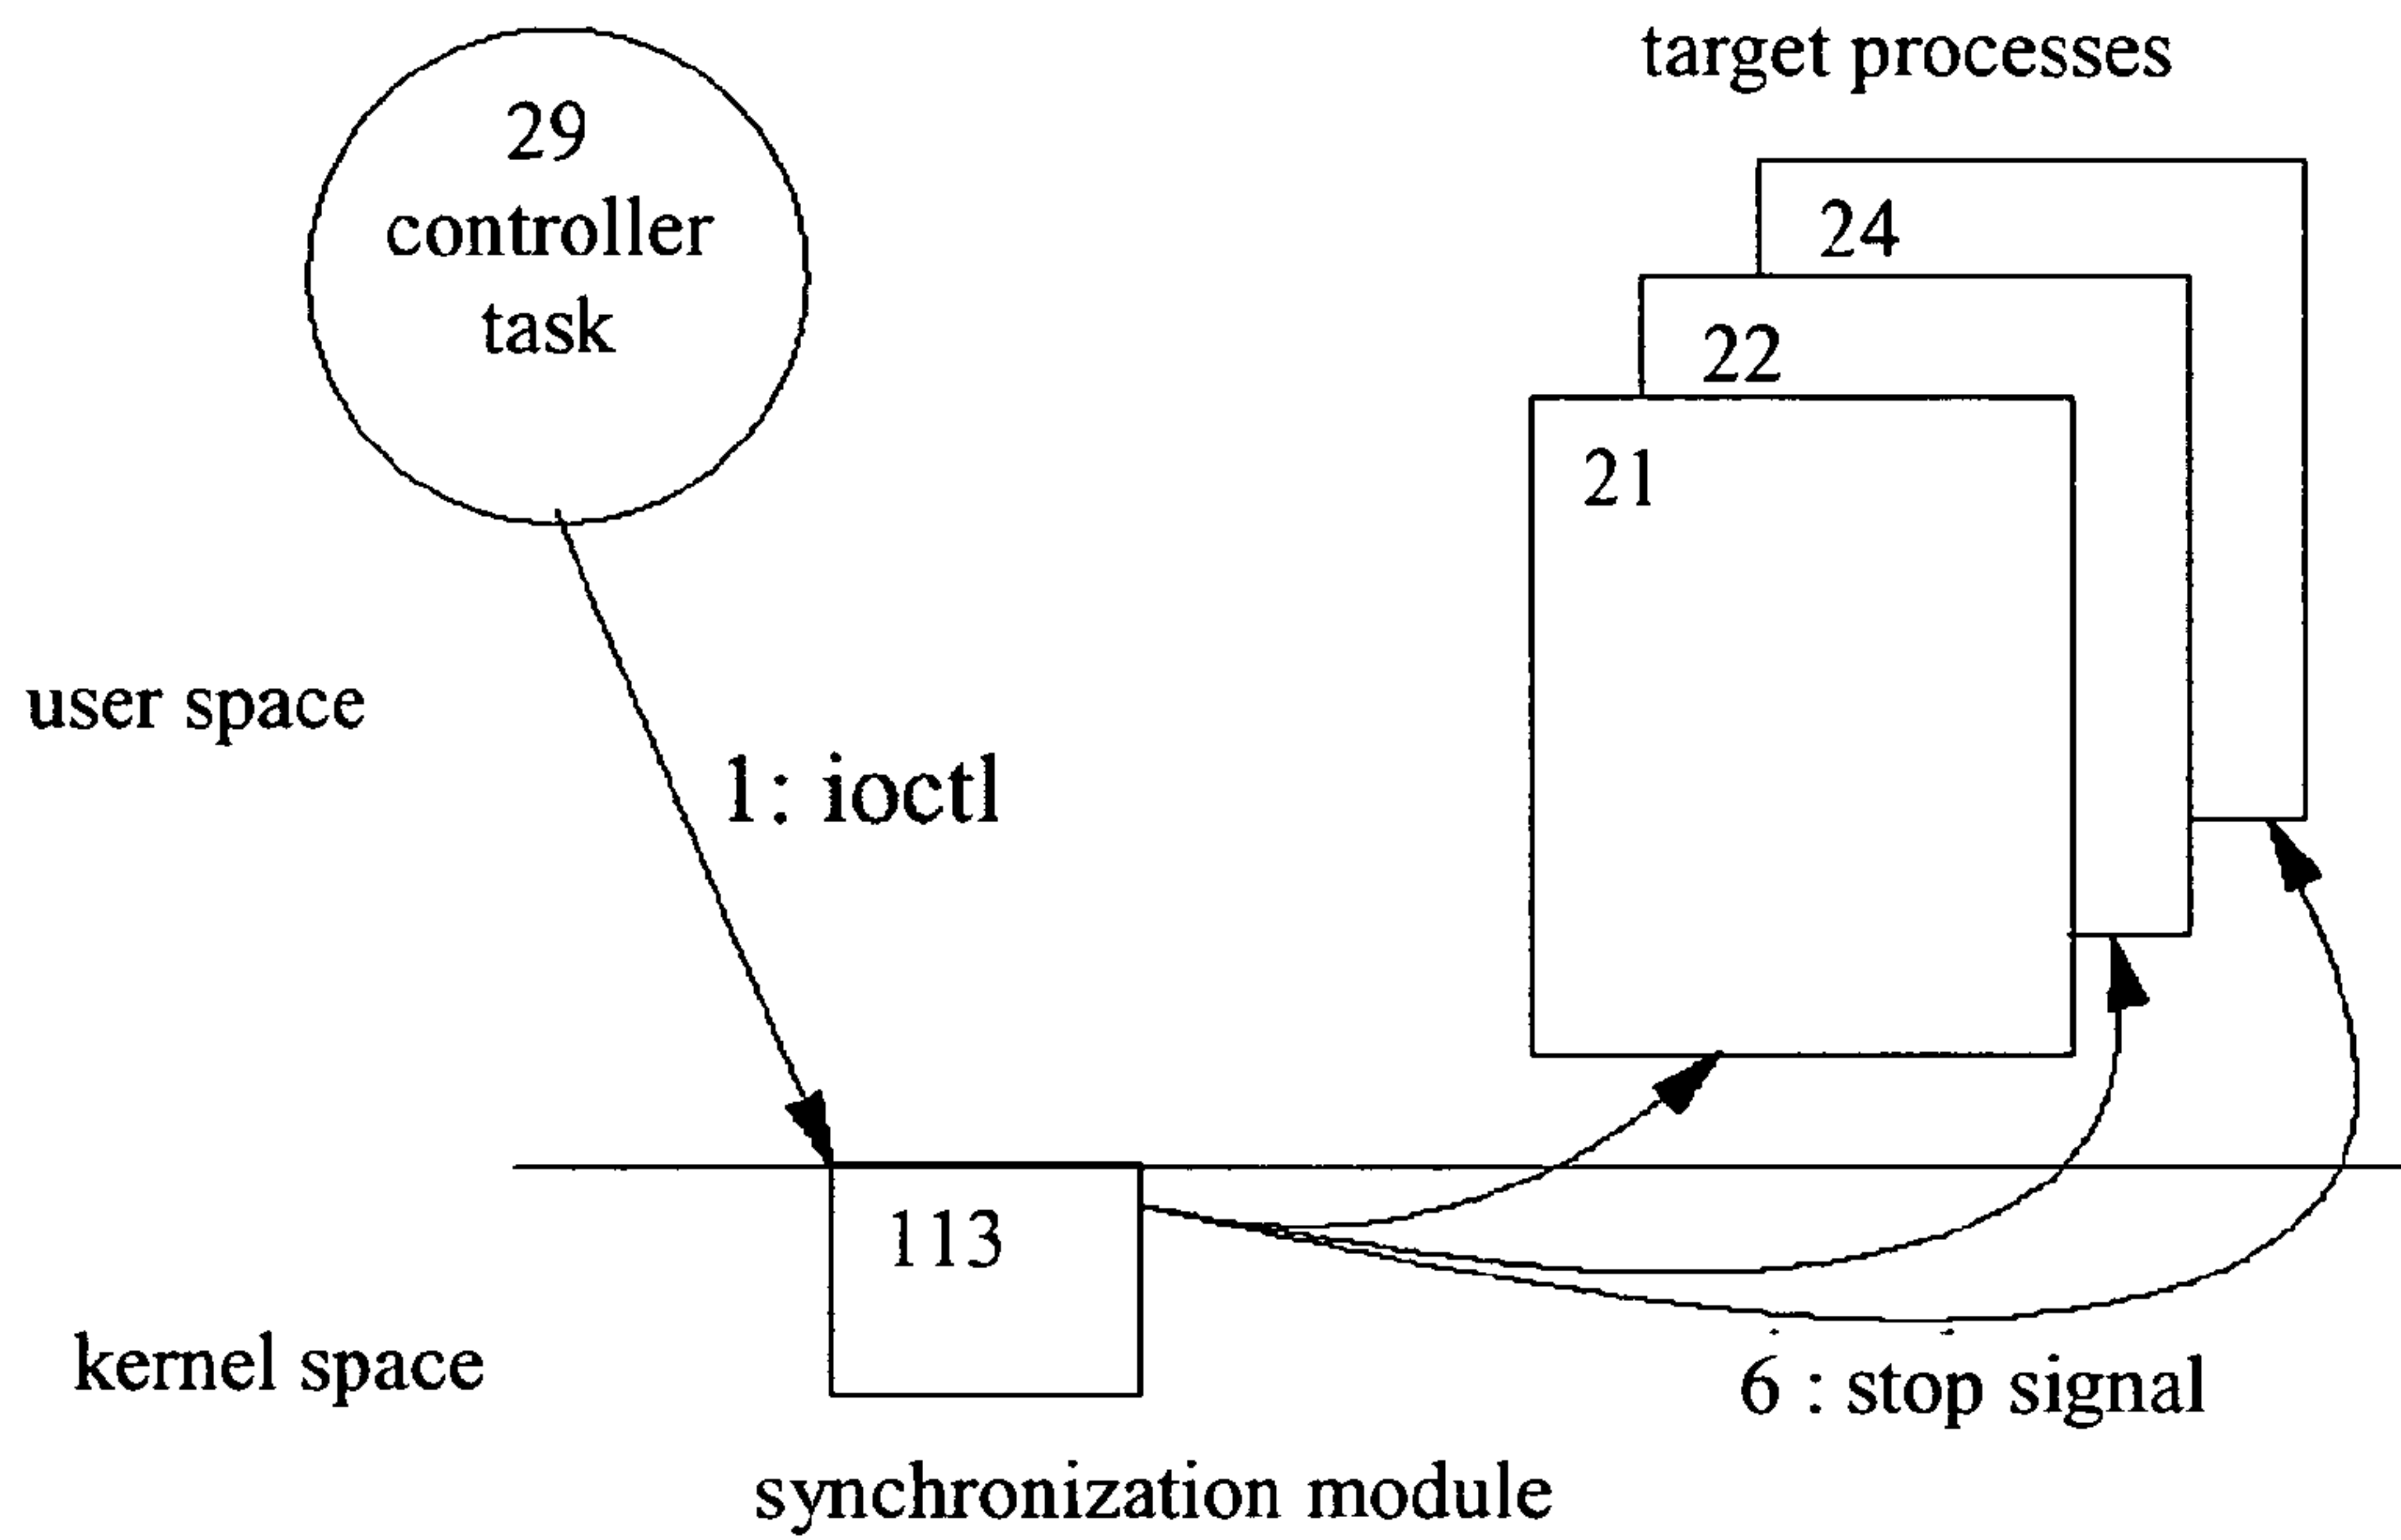 target processes
29
controller
task
24
22
21
user space
1: ioctl
113
kernel space
6 : stop signal
synchronization module